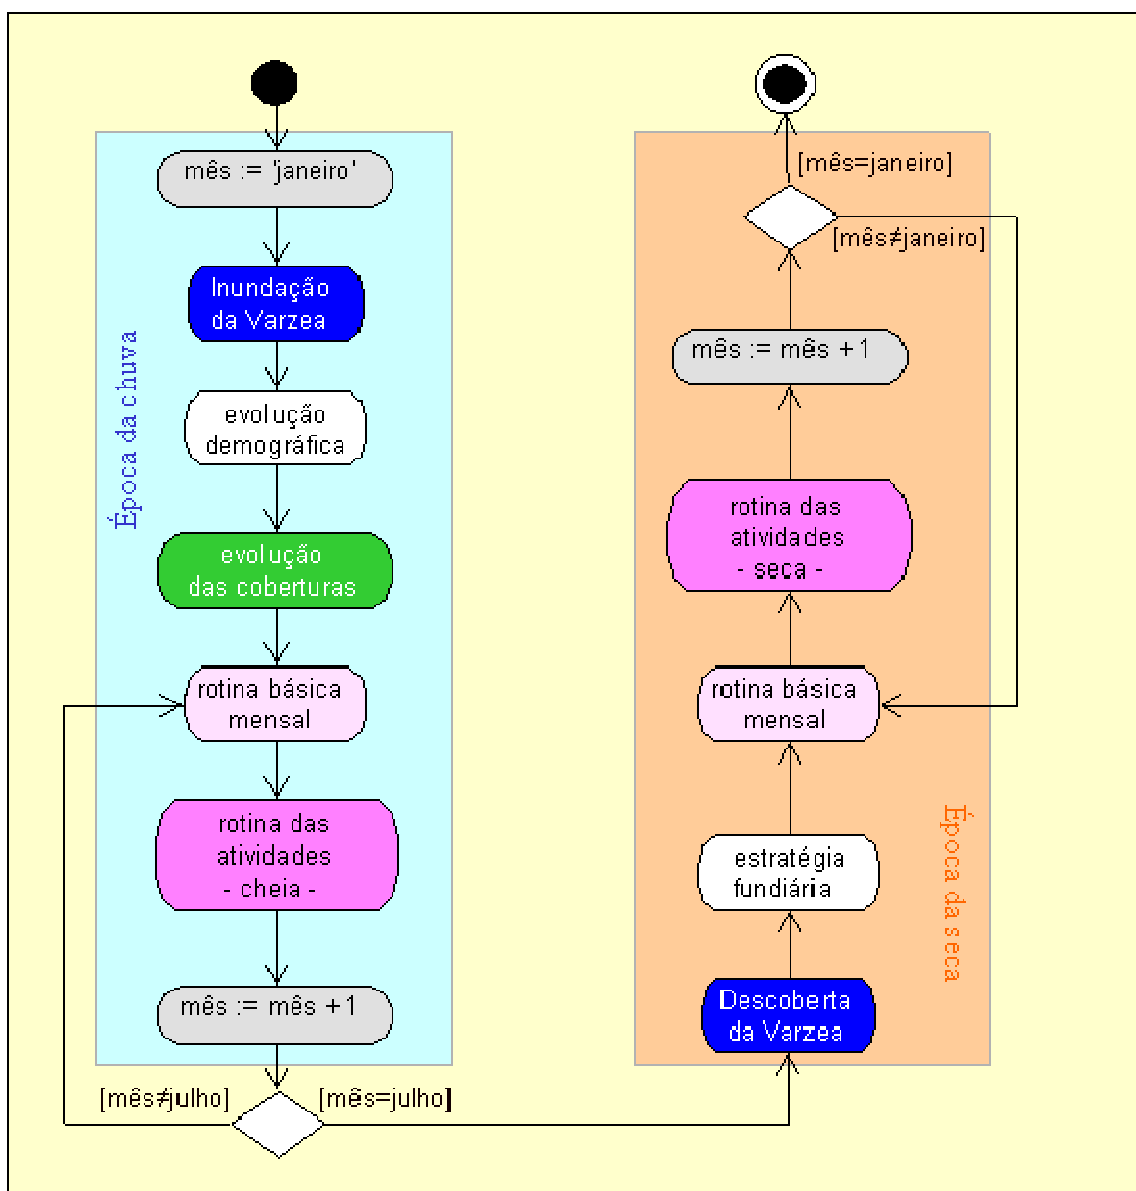 mês := 'janeiro'
Inundação
da Varzea
evolução
demográfica
evolução
das coberturas
rotina básica
mensal
rotina das
atividades
- cheia -
mês := mês + 1
[mês≠julho]
[mês=julho]
Época da chuva
[mês=janeiro]
[mês≠janeiro]
mês := mês + 1
rotina das
atividades
- seca -
rotina básica
mensal
estratégia
fundiária
Descoberta
da Varzea
Época da seca